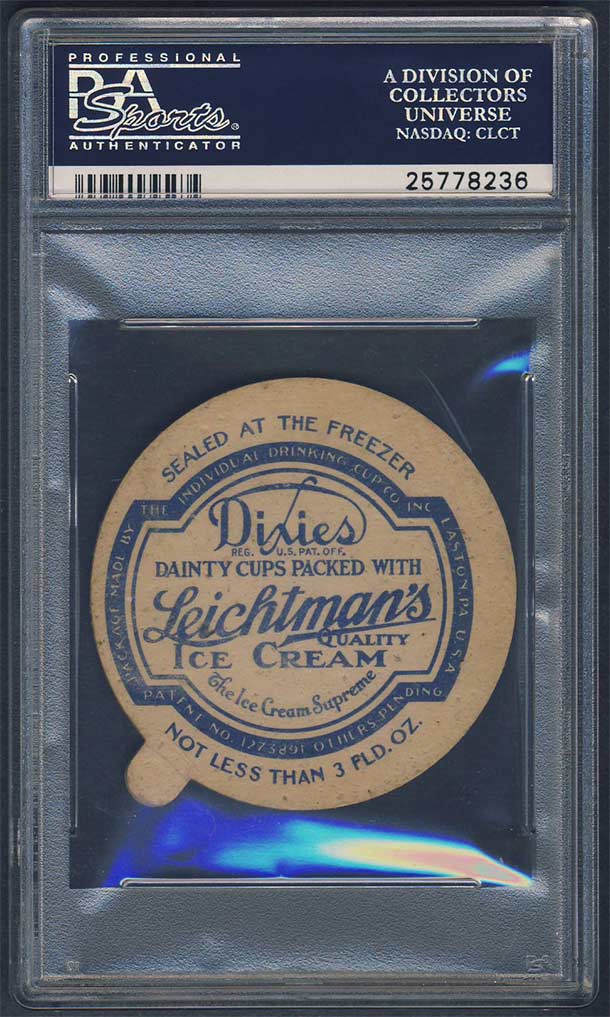 PROFESSIONAL
PSA
Sports®
AUTHENTICATOR
A DIVISION OF
COLLECTORS
UNIVERSE
NASDAQ: CLCT
25778236
SEALED AT THE FREEZER
PACKAGE MADE BY THE INDIVIDUAL DRINKING CUP CO INC EASTON, PA. U.S.A.
Dixies
REG. U.S. PAT. OFF.
DAINTY CUPS PACKED WITH
Leichtman's
QUALITY
ICE CREAM
The Ice Cream Supreme
PATENT NO. 1273891 OTHERS PENDING
NOT LESS THAN 3 FLD. OZ.